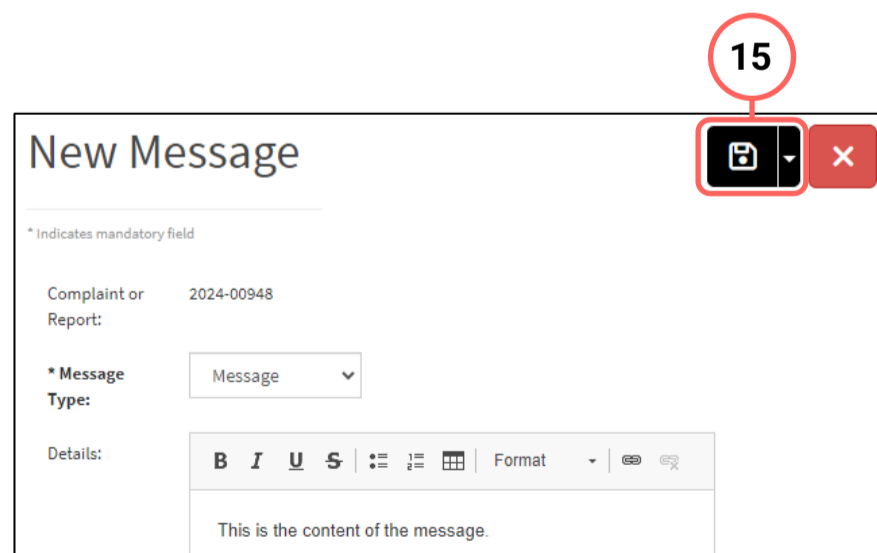 15
New Message
* Indicates mandatory field
Complaint or Report:
2024-00948
* Message Type:
Message
Details:
B I U S Format
This is the content of the message.